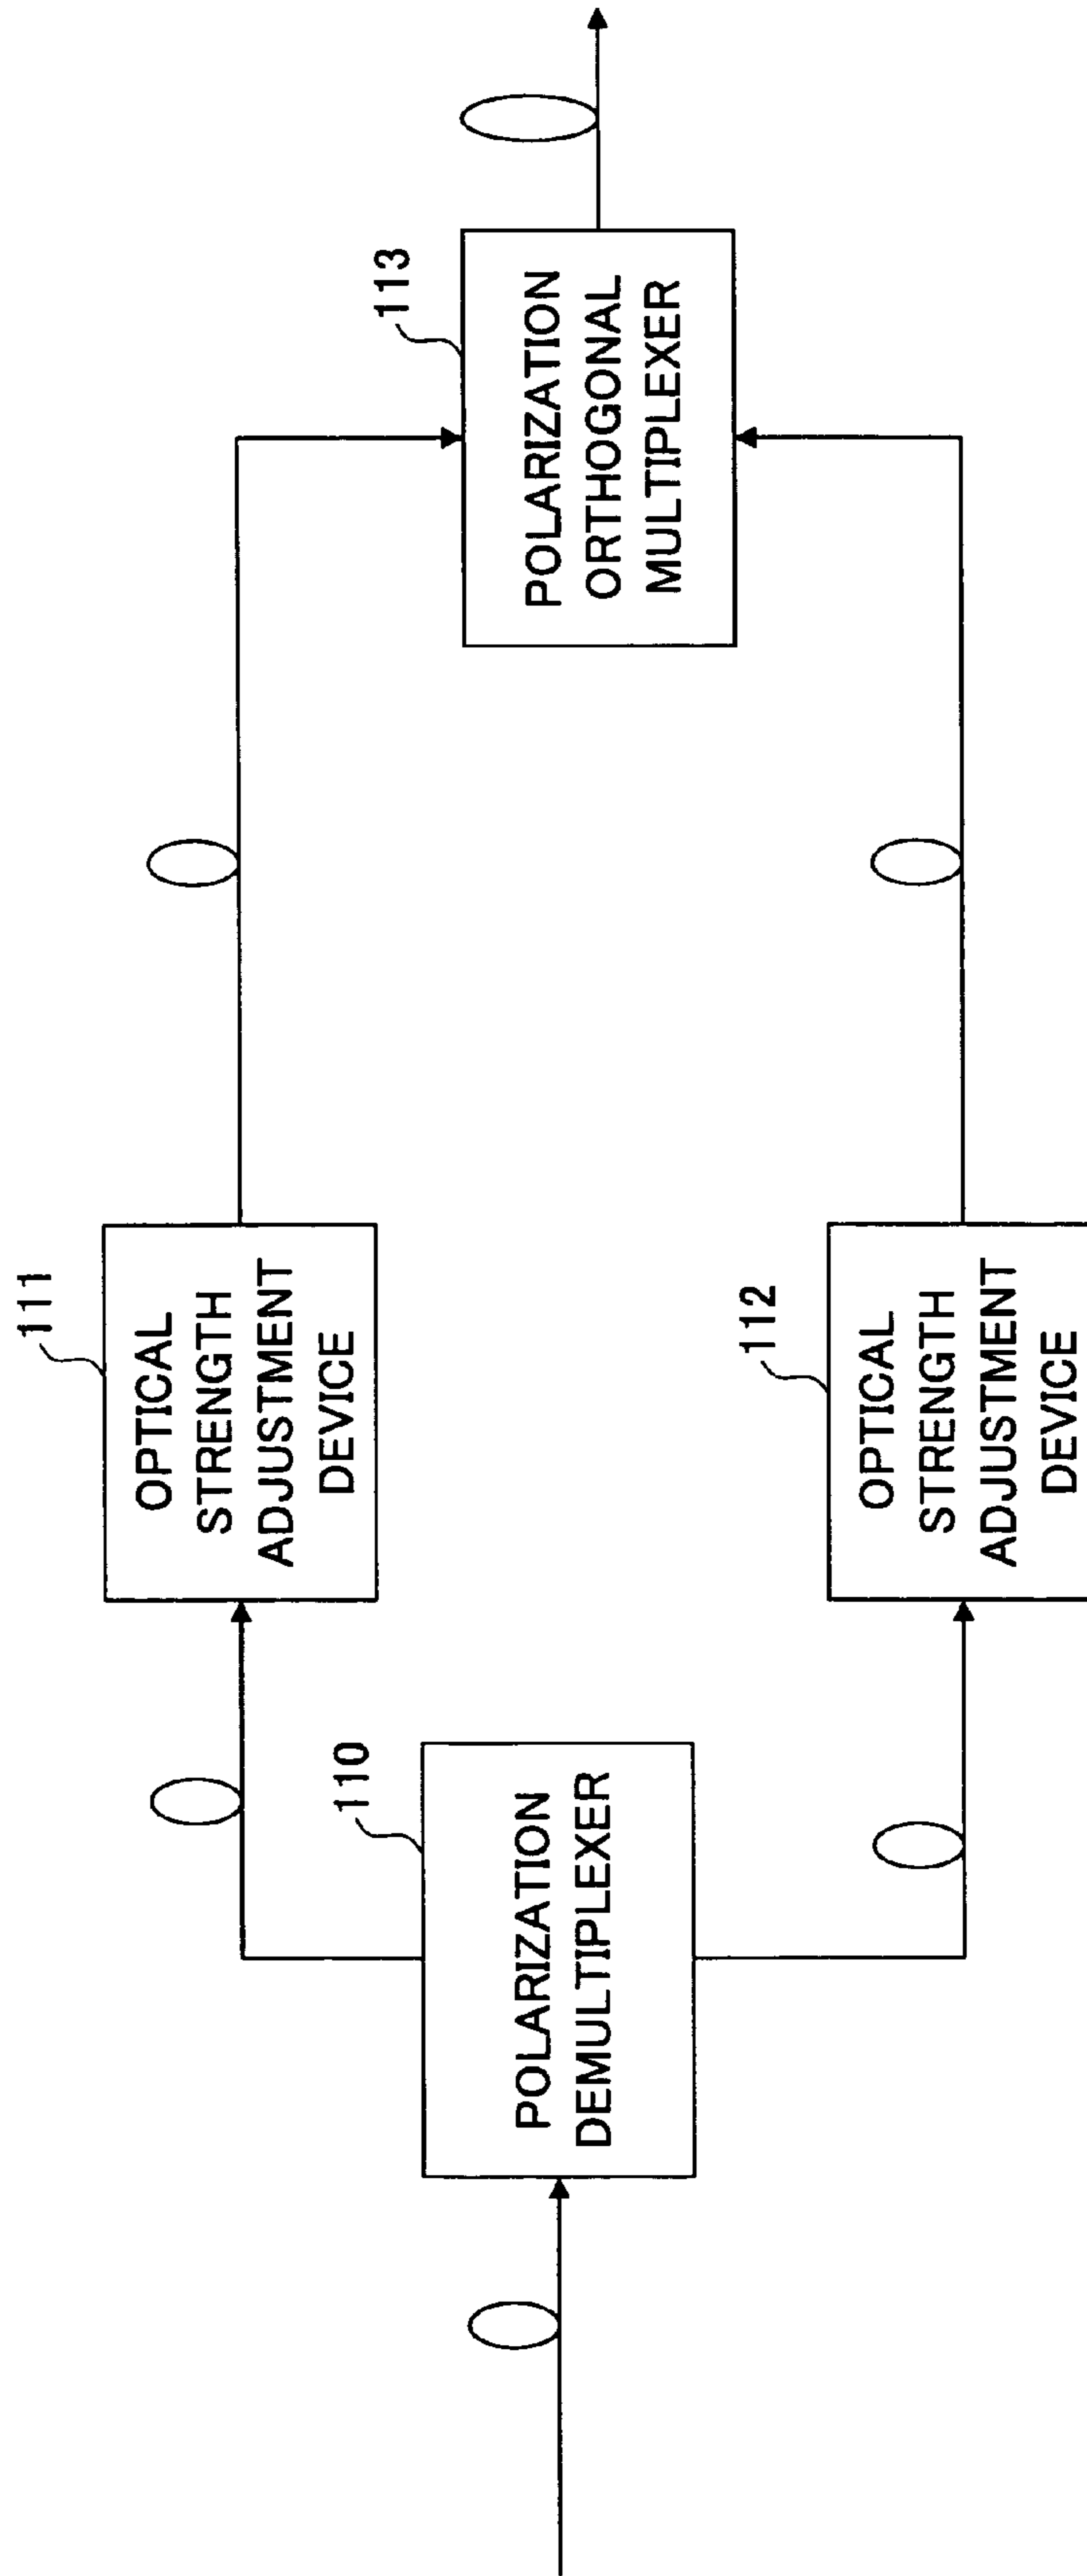 110
POLARIZATION
DEMULTIPLEXER
111
OPTICAL
STRENGTH
ADJUSTMENT
DEVICE
112
OPTICAL
STRENGTH
ADJUSTMENT
DEVICE
113
POLARIZATION
ORTHOGONAL
MULTIPLEXER